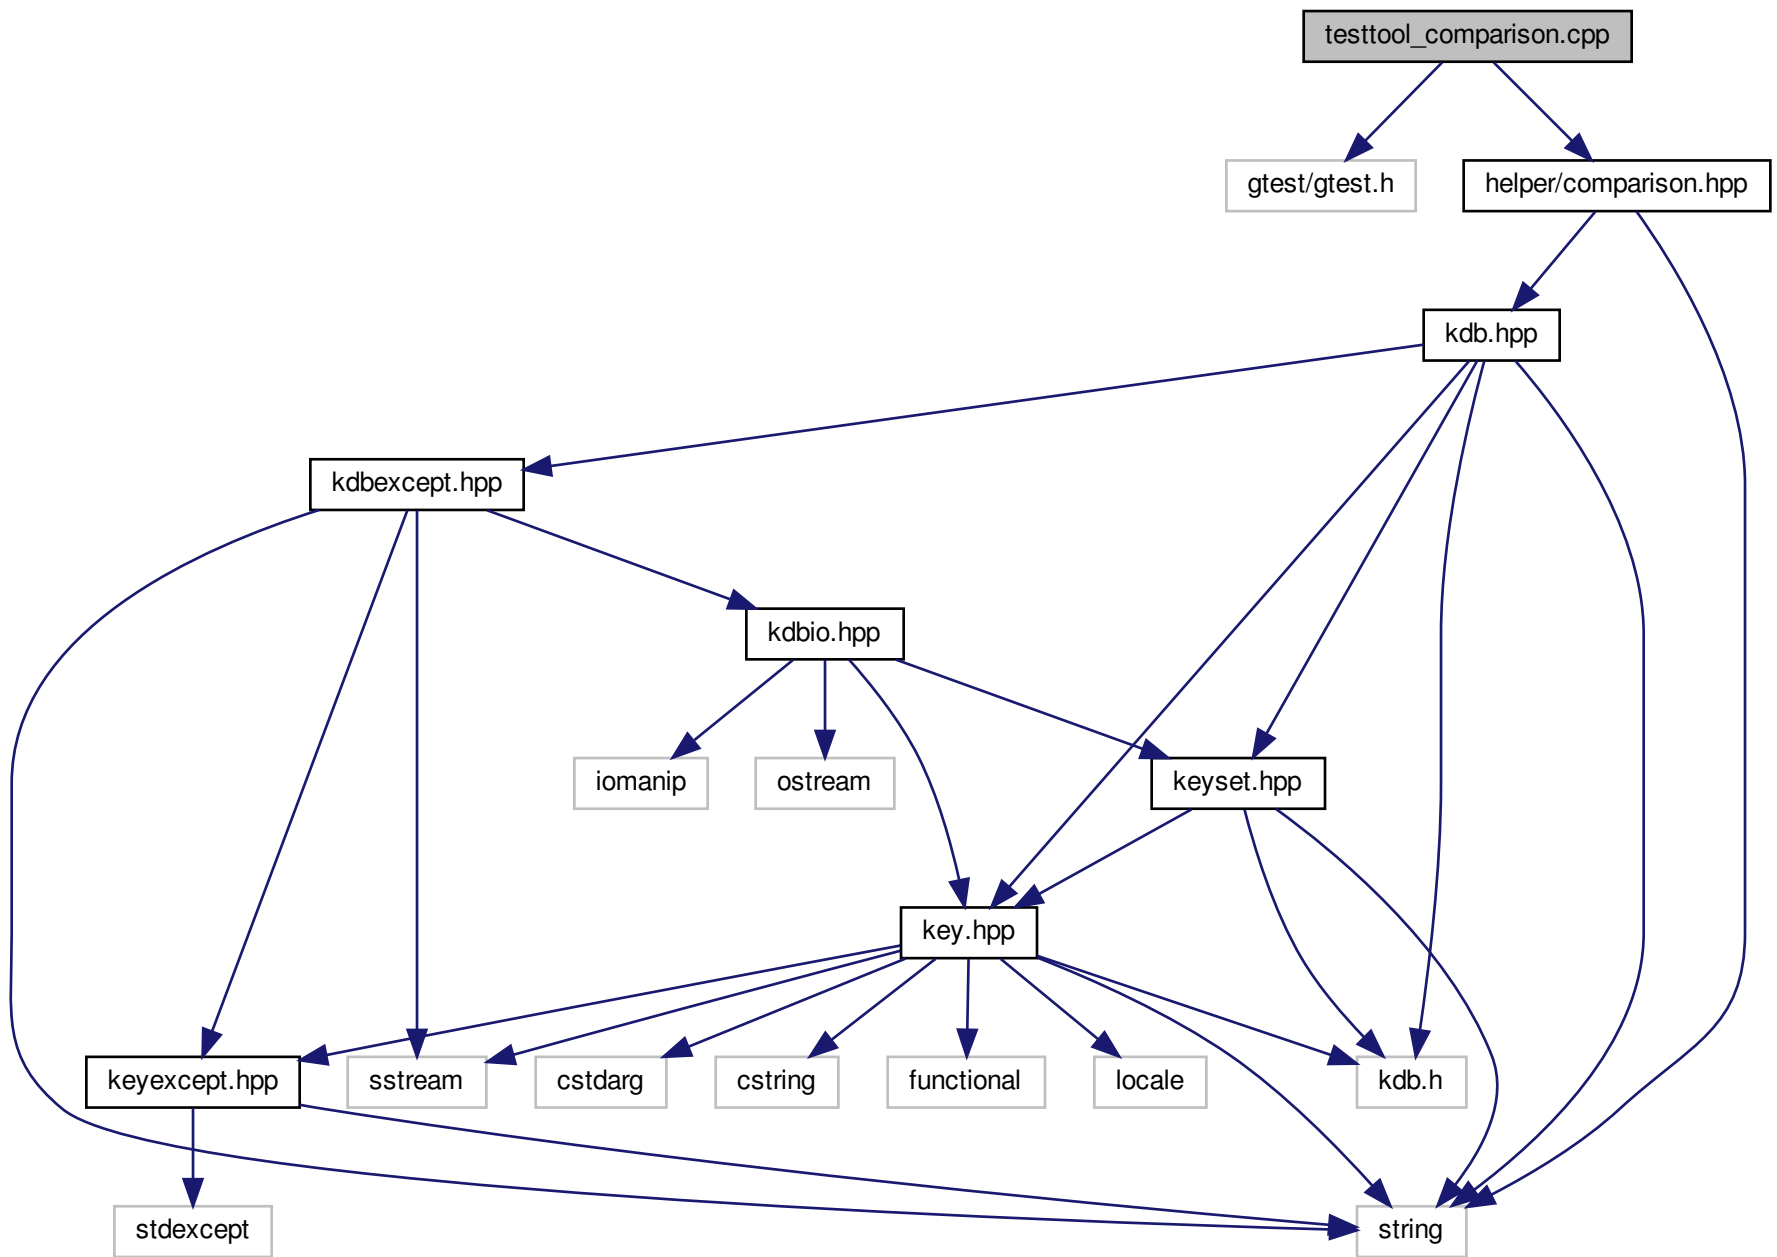 testtool_comparison.cpp
gtest/gtest.h
helper/comparison.hpp
kdb.hpp
kdbexcept.hpp
kdbio.hpp
iomanip
ostream
keyset.hpp
key.hpp
keyexcept.hpp
sstream
cstdarg
cstring
functional
locale
kdb.h
stdexcept
string